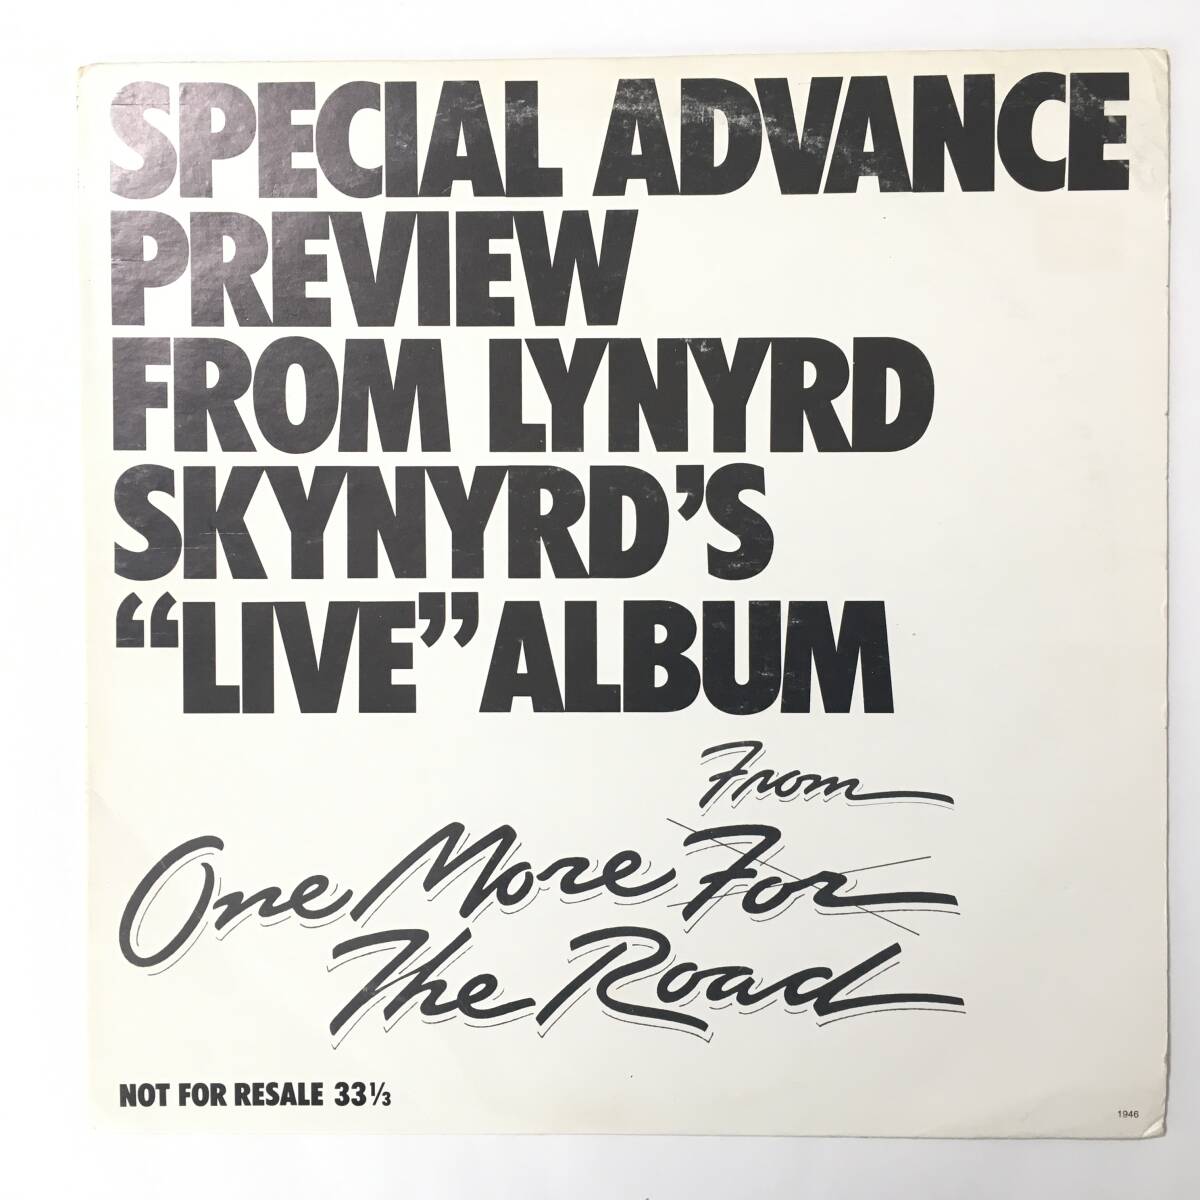 SPECIAL ADVANCE
PREVIEW
FROM LYNYRD
SKYNYRD'S
“LIVE” ALBUM
From
One More For
The Road
NOT FOR RESALE 33⅓
1946